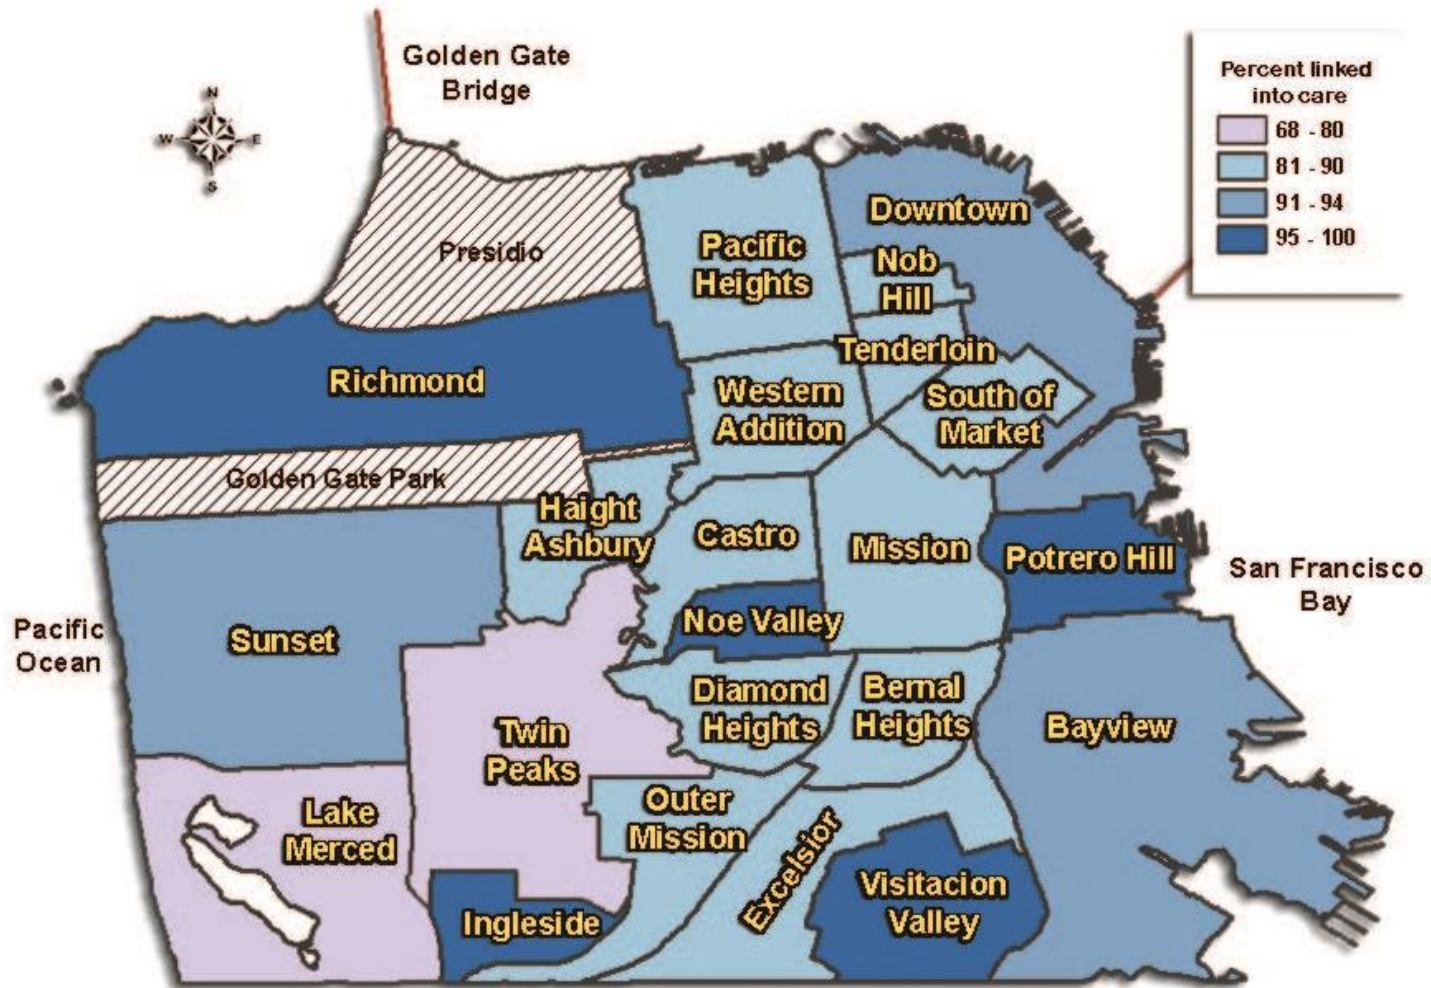 Golden Gate
Bridge
N
W
E
S
Percent linked
into care
68 - 80
81 - 90
91 - 94
95 - 100
Presidio
Pacific
Heights
Downtown
Nob
Hill
Tenderloin
Richmond
Western
Addition
South of
Market
Golden Gate Park
Haight
Ashbury
Castro
Mission
Potrero Hill
San Francisco
Bay
Pacific
Ocean
Sunset
Noe Valley
Diamond
Heights
Bernal
Heights
Bayview
Twin
Peaks
Lake
Merced
Outer
Mission
Excelsior
Visitacion
Valley
Ingleside